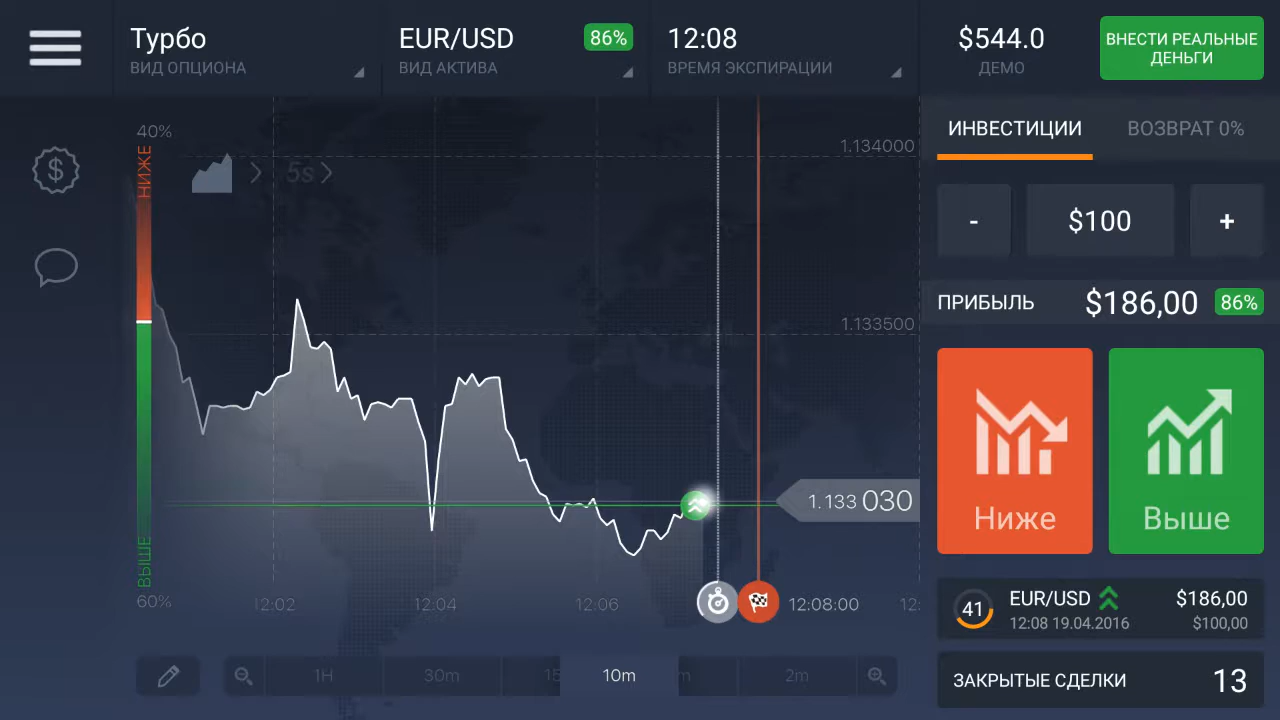 Турбо
ВИД ОПЦИОНА
EUR/USD
86%
ВИД АКТИВА
12:08
ВРЕМЯ ЭКСПИРАЦИИ
$544.0
ДЕМО
ВНЕСТИ РЕАЛЬНЫЕ
ДЕНЬГИ
40%
НИЖЕ
5s
1.134000
1.133500
1.133 030
ВЫШЕ
60%
12:02
12:04
12:06
12:08:00
12:
1H
30m
15
10m
m
2m
ИНВЕСТИЦИИ
ВОЗВРАТ 0%
-
$100
+
ПРИБЫЛЬ
$186,00
86%
Ниже
Выше
41
EUR/USD
$186,00
12:08 19.04.2016
$100,00
ЗАКРЫТЫЕ СДЕЛКИ
13